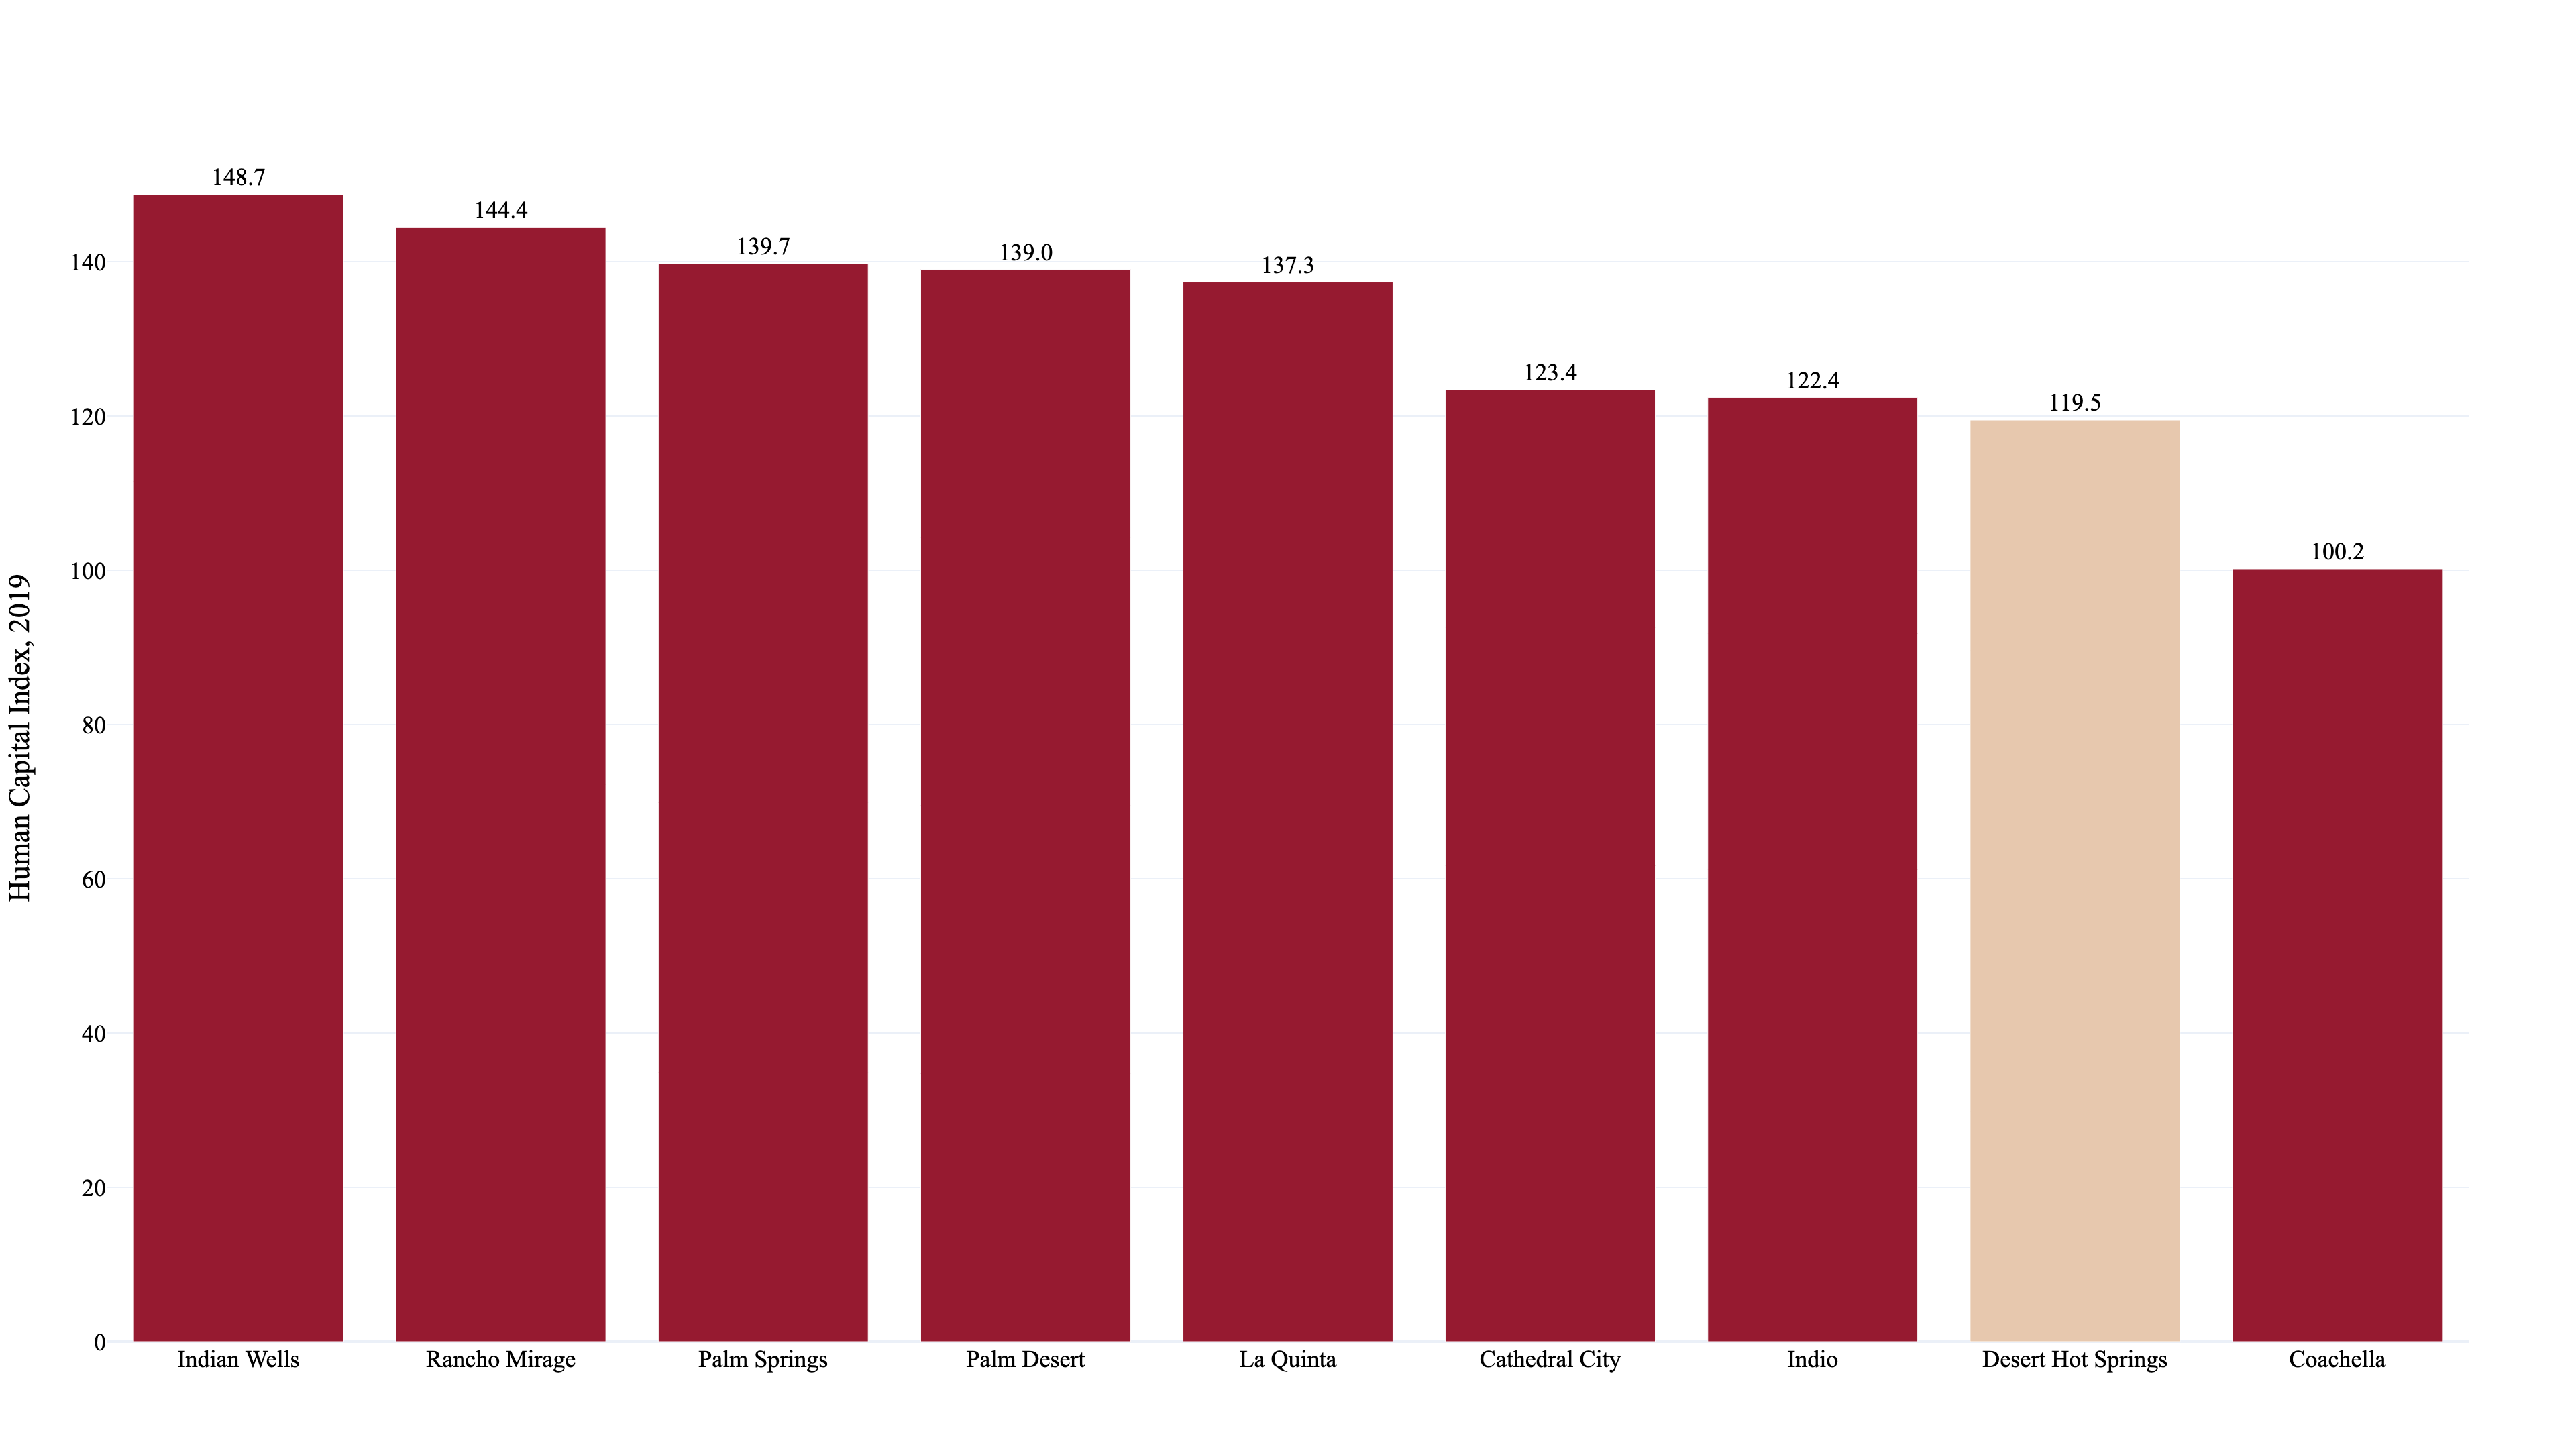 148.7
144.4
139.7
139.0
137.3
123.4
122.4
119.5
100.2
140
120
100
80
60
40
20
0
Human Capital Index, 2019
Indian Wells
Rancho Mirage
Palm Springs
Palm Desert
La Quinta
Cathedral City
Indio
Desert Hot Springs
Coachella